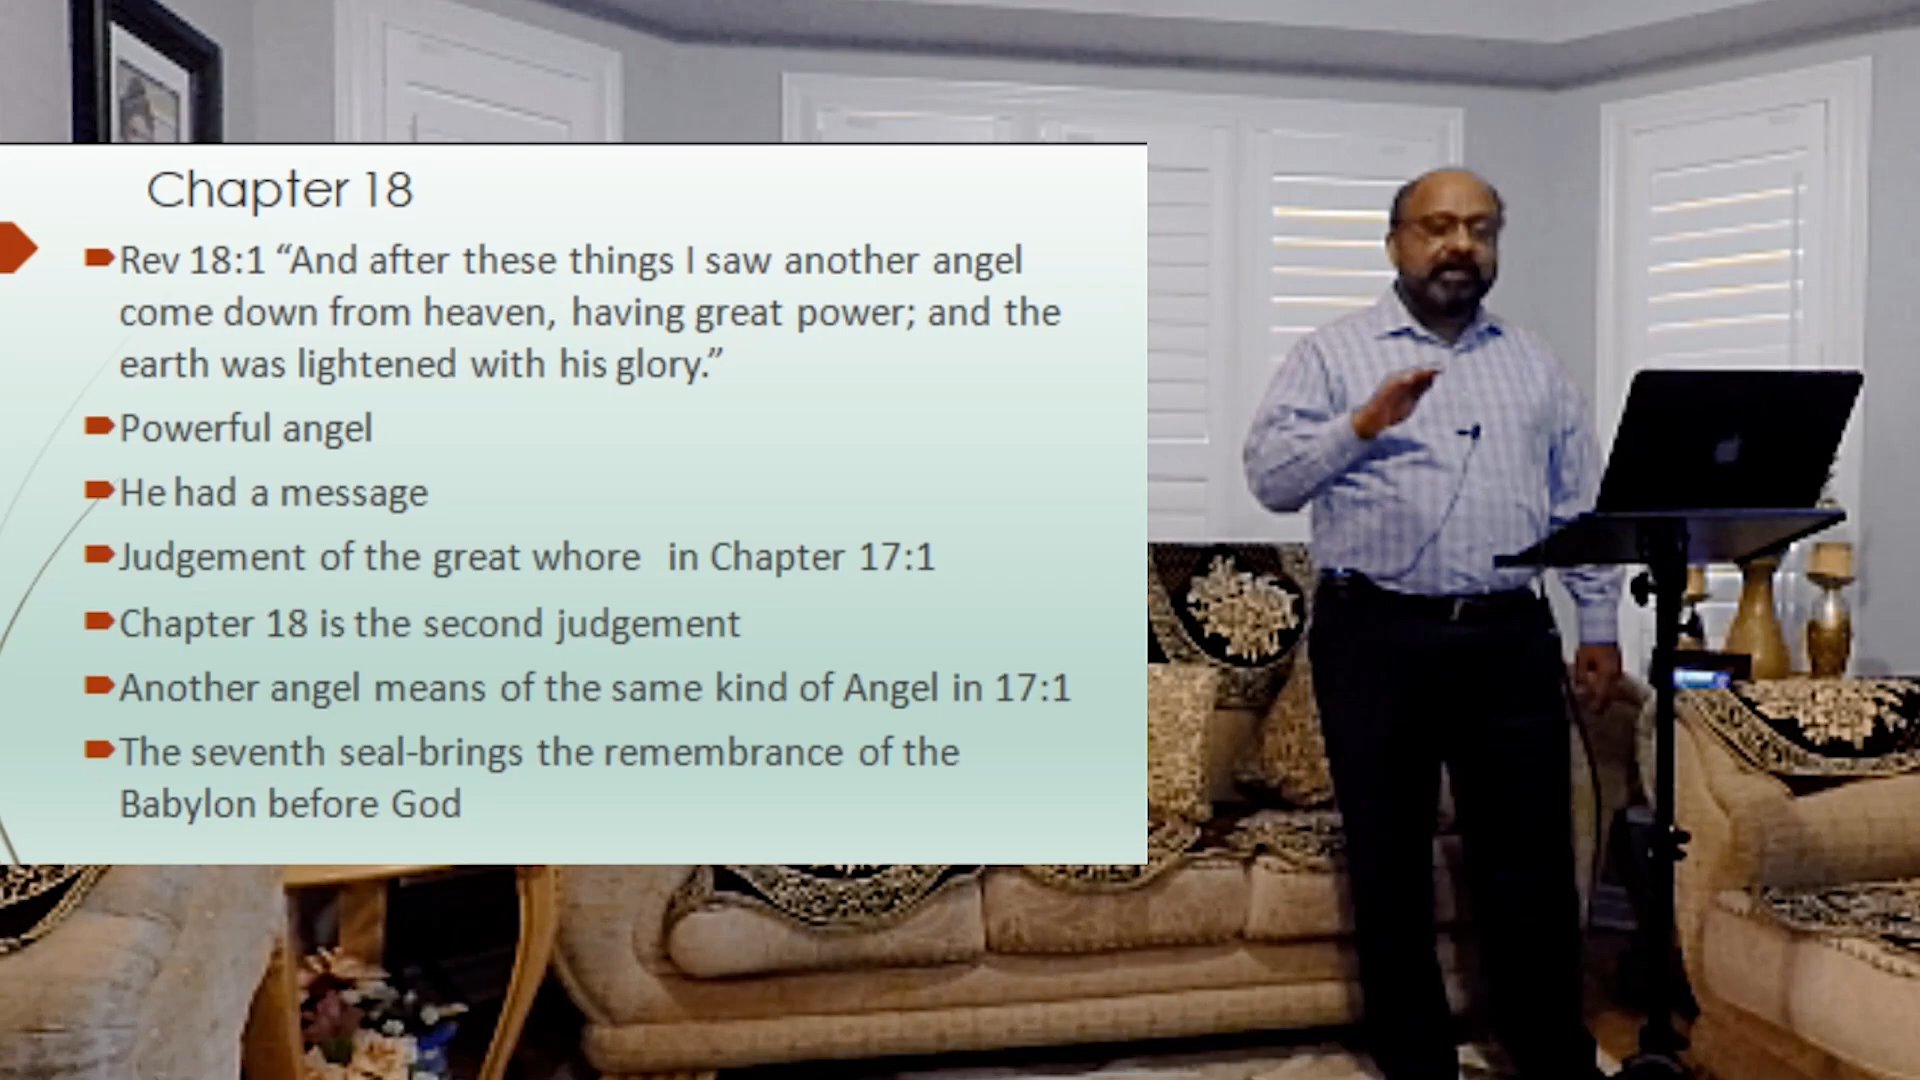 Chapter 18
Rev 18:1 “And after these things I saw another angel
come down from heaven, having great power; and the
earth was lightened with his glory.”
Powerful angel
He had a message
Judgement of the great whore in Chapter 17:1
Chapter 18 is the second judgement
Another angel means of the same kind of Angel in 17:1
The seventh seal-brings the remembrance of the
Babylon before God